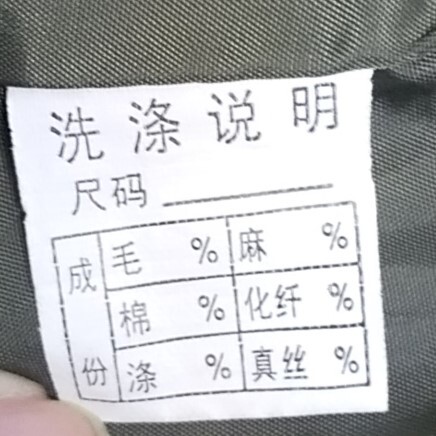 洗涤说明
尺码
成份
毛 % 麻 %
棉 % 化纤 %
涤 % 真丝 %